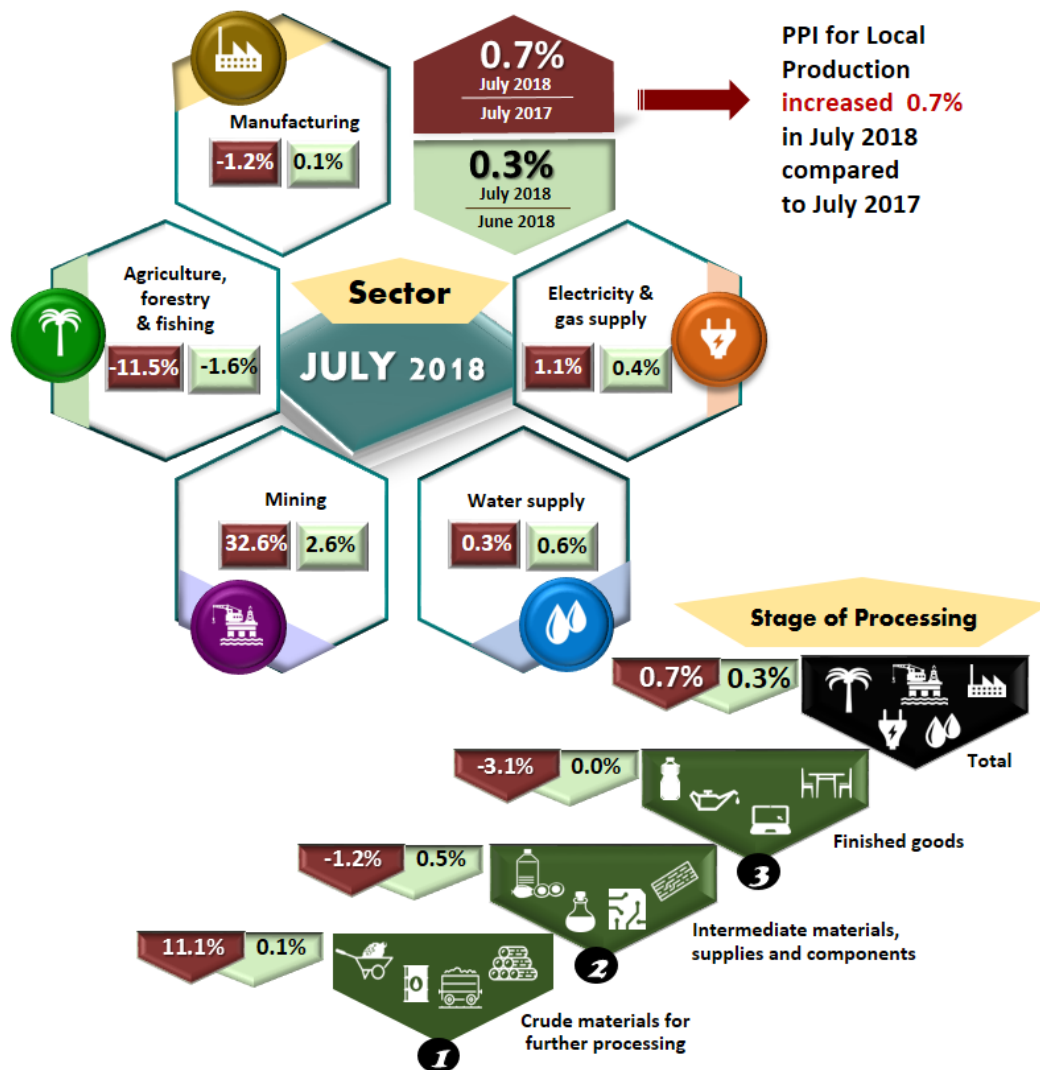 0.7%
July 2018
July 2017
0.3%
July 2018
June 2018
PPI for Local
Production
increased 0.7%
in July 2018
compared
to July 2017
Manufacturing
-1.2% 0.1%
Sector
JULY 2018
Agriculture,
forestry
& fishing
-11.5% -1.6%
Electricity &
gas supply
1.1% 0.4%
Mining
32.6% 2.6%
Water supply
0.3% 0.6%
Stage of Processing
0.7% 0.3%
Total
-3.1% 0.0%
Finished goods
3
-1.2% 0.5%
Intermediate materials,
supplies and components
2
11.1% 0.1%
Crude materials for
further processing
1